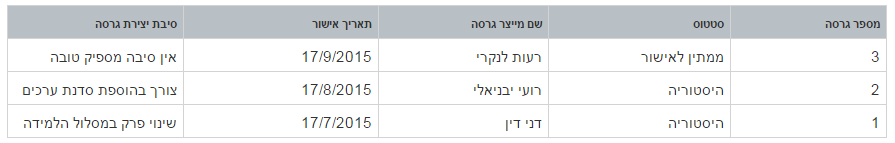 מספר גרסה סטטוס שם מייצר גרסה תאריך אישור סיבת יצירת גרסה
3 ממתין לאישור רעות לנקרי 17/9/2015 אין סיבה מספיק טובה
2 היסטוריה רועי יבניאלי 17/8/2015 צורך בהוספת סדנת ערכים
1 היסטוריה דני דין 17/7/2015 שינוי פרק במסלול הלמידה